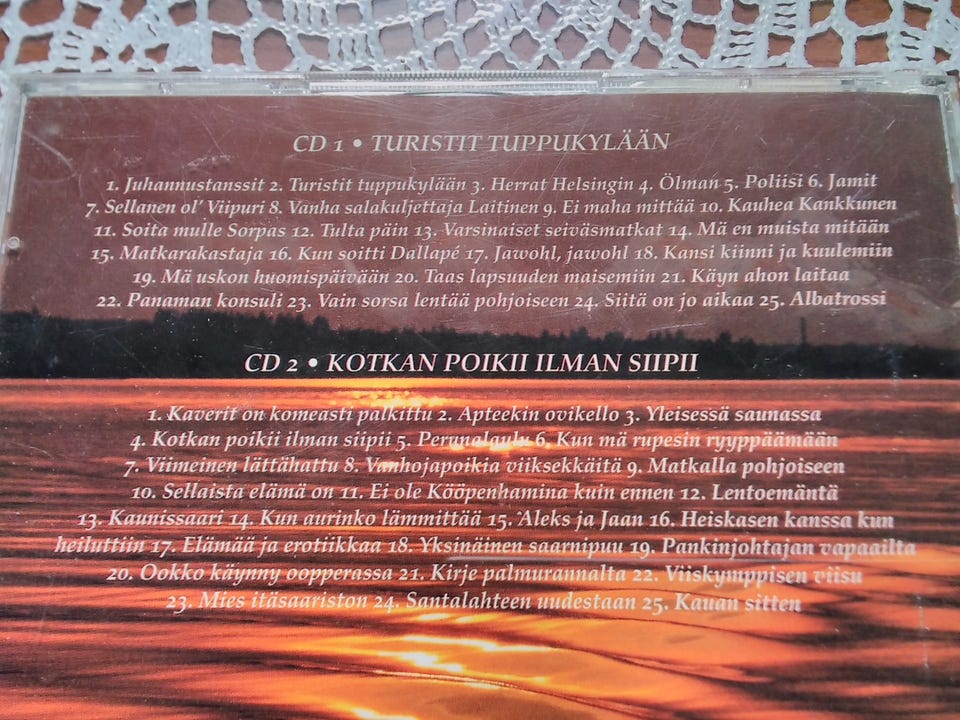 CD 1 • TURISTIT TUPPUKYLÄÄN
1. Juhannustanssit 2. Turistit tuppukylään 3. Herrat Helsingin 4. Ölman 5. Poliisi 6. Jamit
7. Sellanen ol' Viipuri 8. Vanha salakuljettaja Laitinen 9. Ei maha mittää 10. Kauhea Kankkunen
11. Soita mulle Sorpas 12. Tulta päin 13. Varsinaiset seiväsmatkat 14. Mä en muista mitään
15. Matkarakastaja 16. Kun soitti Dallapé 17. Jawohl, jawohl 18. Kansi kiinni ja kuulemiin
19. Mä uskon huomispäivään 20. Taas lapsuuden maisemiin 21. Käyn ahon laitaa
22. Panaman konsuli 23. Vain sorsa lentää pohjoiseen 24. Siitä on jo aikaa 25. Albatrossi
CD 2 • KOTKAN POIKII ILMAN SIIPII
1. Kaverit on komeasti palkittu 2. Apteekin ovikello 3. Yleisessä saunassa
4. Kotkan poikii ilman siipii 5. Perunalaulu 6. Kun mä rupesin ryyppäämään
7. Viimeinen lättähattu 8. Vanhojapoikia viiksekkäitä 9. Matkalla pohjoiseen
10. Sellaista elämä on 11. Ei ole Kööpenhamina kuin ennen 12. Lentoemäntä
13. Kaunissaari 14. Kun aurinko lämmittää 15. Aleks ja Jaan 16. Heiskasen kanssa kun
heiluttiin 17. Elämää ja erotiikkaa 18. Yksinäinen saarnipuu 19. Pankinjohtajan vapaailta
20. Ookko käynny oopperassa 21. Kirje palmurannalta 22. Viiskymppisen viisu
23. Mies itäsaariston 24. Santalahteen uudestaan 25. Kauan sitten